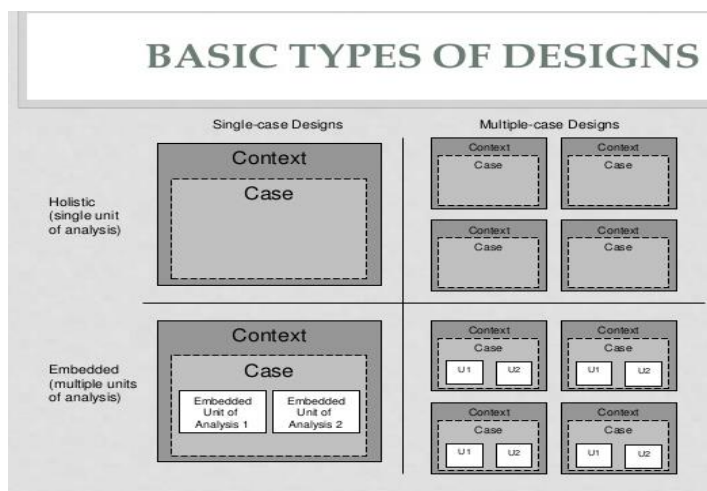 BASIC TYPES OF DESIGNS
Single-case Designs
Multiple-case Designs
Holistic
(single unit
of analysis)
Context
Case
Context
Case
Context
Case
Context
Case
Context
Case
Embedded
(multiple units
of analysis)
Context
Case
Embedded
Unit of
Analysis 1
Embedded
Unit of
Analysis 2
Context
Case
U1
U2
Context
Case
U1
U2
Context
Case
U1
U2
Context
Case
U1
U2